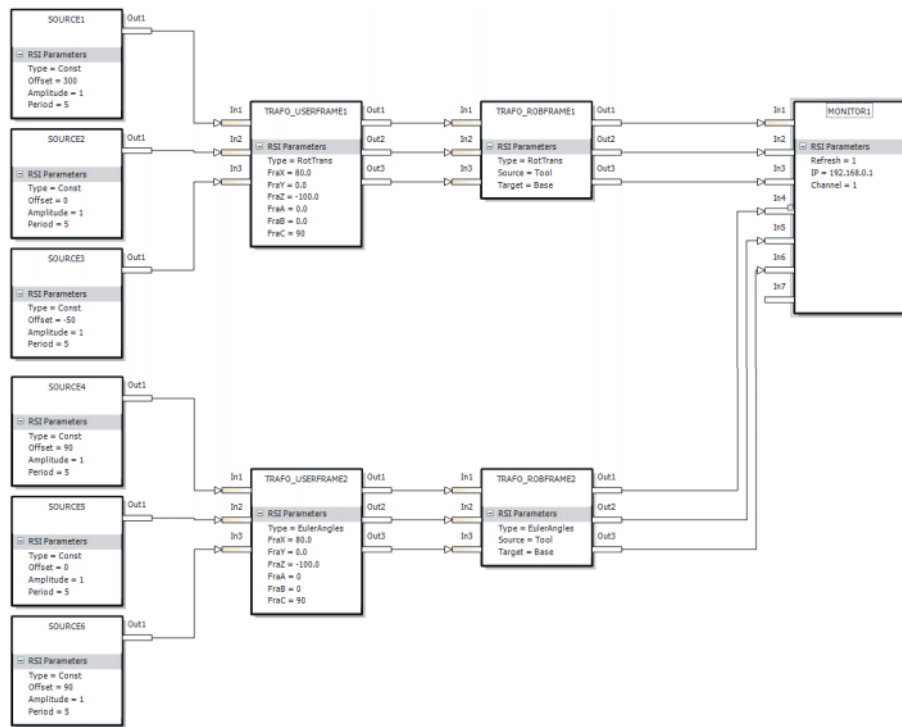 SOURCE1
Out1
RSI Parameters
Type = Const
Offset = 300
Amplitude = 1
Period = 5
SOURCE2
Out1
RSI Parameters
Type = Const
Offset = 0
Amplitude = 1
Period = 5
SOURCE3
Out1
RSI Parameters
Type = Const
Offset = -50
Amplitude = 1
Period = 5
In1
In2
In3
TRAFO_USERFRAME1
RSI Parameters
Type = RotTrans
FraX = 80.0
FraY = 0.0
FraZ = -100.0
FraA = 0.0
FraB = 0.0
FraC = 90
Out1
Out2
Out3
In1
In2
In3
TRAFO_ROBFRAME1
RSI Parameters
Type = RotTrans
Source = Tool
Target = Base
Out1
Out2
Out3
In1
In2
In3
In4
In5
In6
In7
MONITOR1
RSI Parameters
Refresh = 1
IP = 192.168.0.1
Channel = 1
SOURCE4
Out1
RSI Parameters
Type = Const
Offset = 90
Amplitude = 1
Period = 5
SOURCE5
Out1
RSI Parameters
Type = Const
Offset = 0
Amplitude = 1
Period = 5
SOURCE6
Out1
RSI Parameters
Type = Const
Offset = 90
Amplitude = 1
Period = 5
In1
In2
In3
TRAFO_USERFRAME2
RSI Parameters
Type = EulerAngles
FraX = 80.0
FraY = 0.0
FraZ = -100.0
FraA = 0
FraB = 0
FraC = 90
Out1
Out2
Out3
In1
In2
In3
TRAFO_ROBFRAME2
RSI Parameters
Type = EulerAngles
Source = Tool
Target = Base
Out1
Out2
Out3